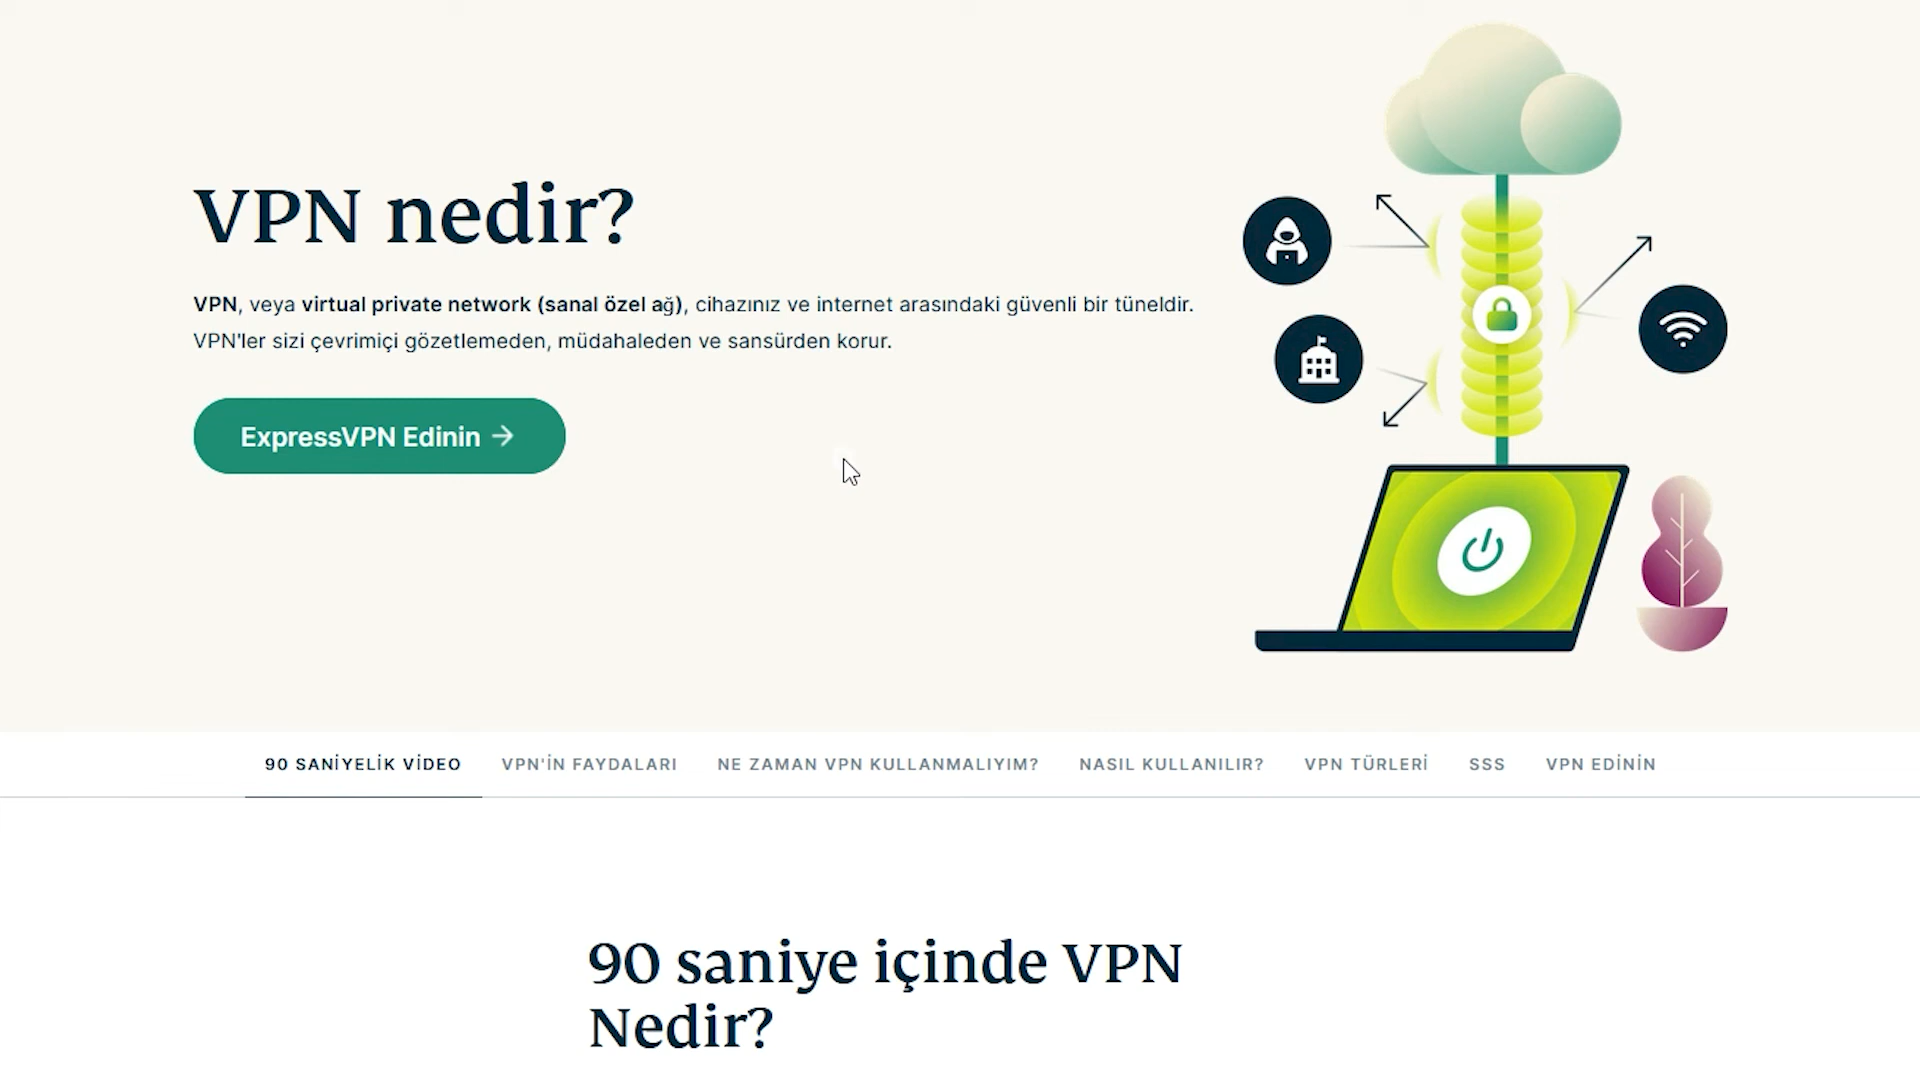 VPN nedir?
VPN, veya virtual private network (sanal özel ağ), cihazınız ve internet arasındaki güvenli bir tüneldir.
VPN'ler sizi çevrimiçi gözetlemeden, müdahaleden ve sansürden korur.
ExpressVPN Edinin →
90 SANİYELİK VİDEO VPN'İN FAYDALARI NE ZAMAN VPN KULLANMALIYIM? NASIL KULLANILIR? VPN TÜRLERİ SSS VPN EDİNİN
90 saniye içinde VPN
Nedir?